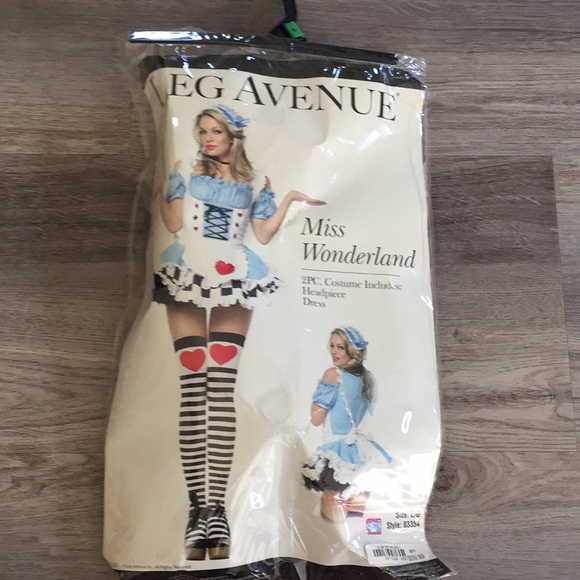 LEG AVENUE
Miss
Wonderland
2PC. Costume Includes:
Headpiece
Dress
Style: 83354